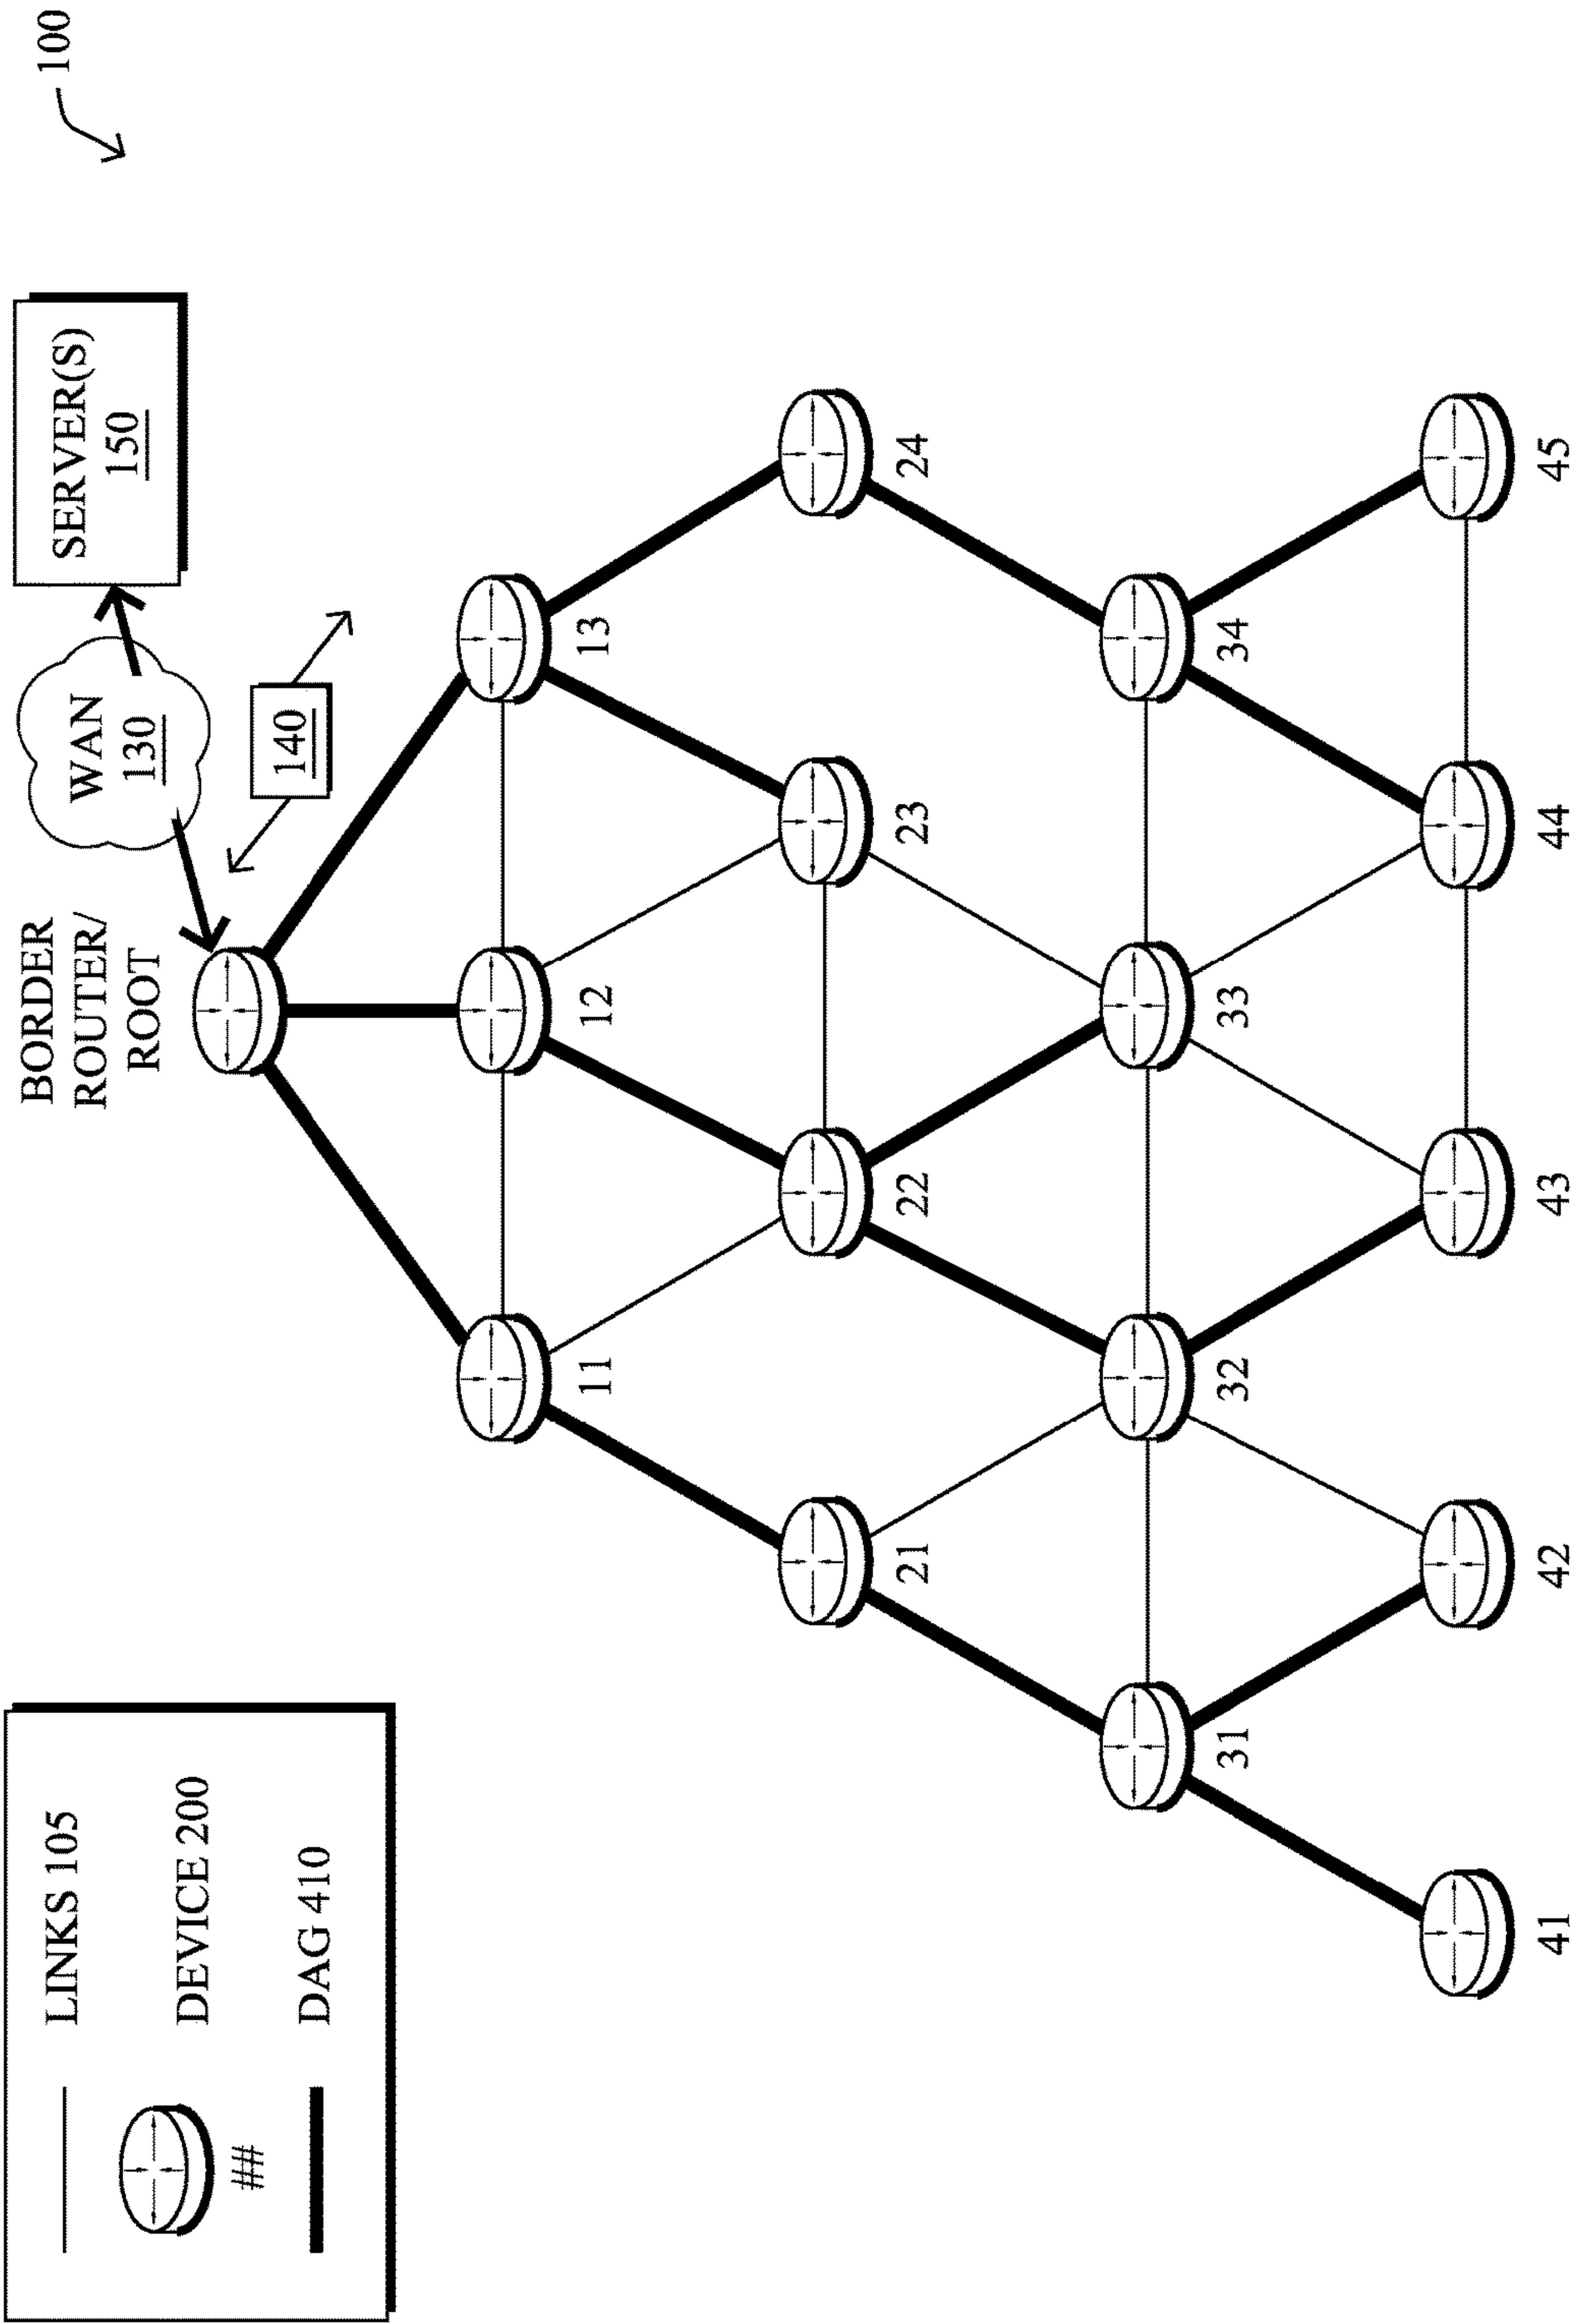 LINKS 105
##
DEVICE 200
DAG 410
BORDER
ROUTER/
ROOT
WAN
130
SERVER(S)
150
100
140
11
12
13
21
22
23
24
31
32
33
34
41
42
43
44
45